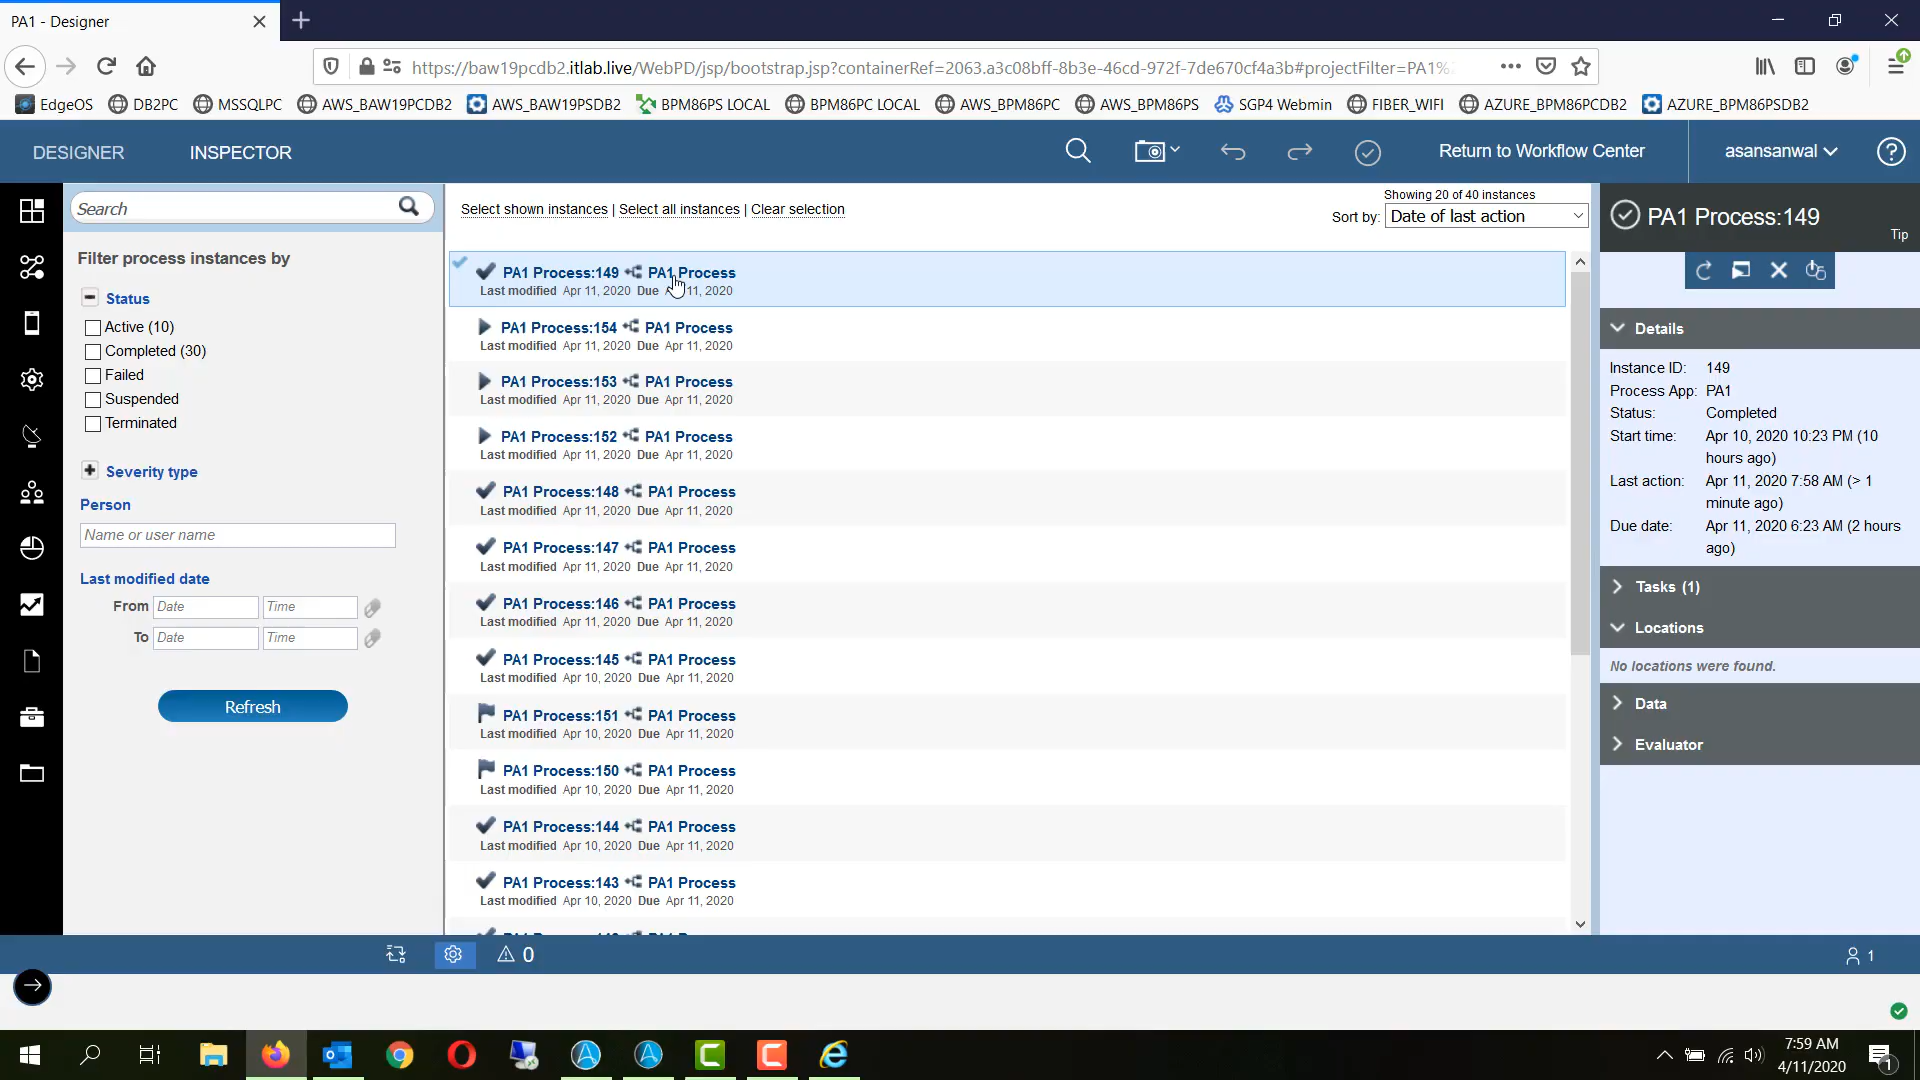 PA1 - Designer
https://baw19pcdb2.itlab.live/WebPD/jsp/bootstrap.jsp?containerRef=2063.a3c08bff-8b3e-46cd-972f-7de670cf4a3b#projectFilter=PA1%
EdgeOS DB2PC MSSQLPC AWS_BAW19PCDB2 AWS_BAW19PSDB2 BPM86PS LOCAL BPM86PC LOCAL AWS_BPM86PC AWS_BPM86PS SGP4 Webmin FIBER_WIFI AZURE_BPM86PCDB2 AZURE_BPM86PSDB2
DESIGNER INSPECTOR Return to Workflow Center asansanwal
Search
Filter process instances by
Status
Active (10)
Completed (30)
Failed
Suspended
Terminated
Severity type
Person
Name or user name
Last modified date
From Date Time
To Date Time
Refresh
Select shown instances | Select all instances | Clear selection
Showing 20 of 40 instances
Sort by: Date of last action
PA1 Process:149 PA1 Process
Last modified Apr 11, 2020 Due 11, 2020
PA1 Process:154 PA1 Process
Last modified Apr 11, 2020 Due Apr 11, 2020
PA1 Process:153 PA1 Process
Last modified Apr 11, 2020 Due Apr 11, 2020
PA1 Process:152 PA1 Process
Last modified Apr 11, 2020 Due Apr 11, 2020
PA1 Process:148 PA1 Process
Last modified Apr 11, 2020 Due Apr 11, 2020
PA1 Process:147 PA1 Process
Last modified Apr 11, 2020 Due Apr 11, 2020
PA1 Process:146 PA1 Process
Last modified Apr 11, 2020 Due Apr 11, 2020
PA1 Process:145 PA1 Process
Last modified Apr 10, 2020 Due Apr 11, 2020
PA1 Process:151 PA1 Process
Last modified Apr 10, 2020 Due Apr 11, 2020
PA1 Process:150 PA1 Process
Last modified Apr 10, 2020 Due Apr 11, 2020
PA1 Process:144 PA1 Process
Last modified Apr 10, 2020 Due Apr 11, 2020
PA1 Process:143 PA1 Process
Last modified Apr 10, 2020 Due Apr 11, 2020
PA1 Process:149
Tip
Details
Instance ID: 149
Process App: PA1
Status: Completed
Start time: Apr 10, 2020 10:23 PM (10
hours ago)
Last action: Apr 11, 2020 7:58 AM (> 1
minute ago)
Due date: Apr 11, 2020 6:23 AM (2 hours
ago)
Tasks (1)
Locations
No locations were found.
Data
Evaluator
0
1
7:59 AM
4/11/2020
1